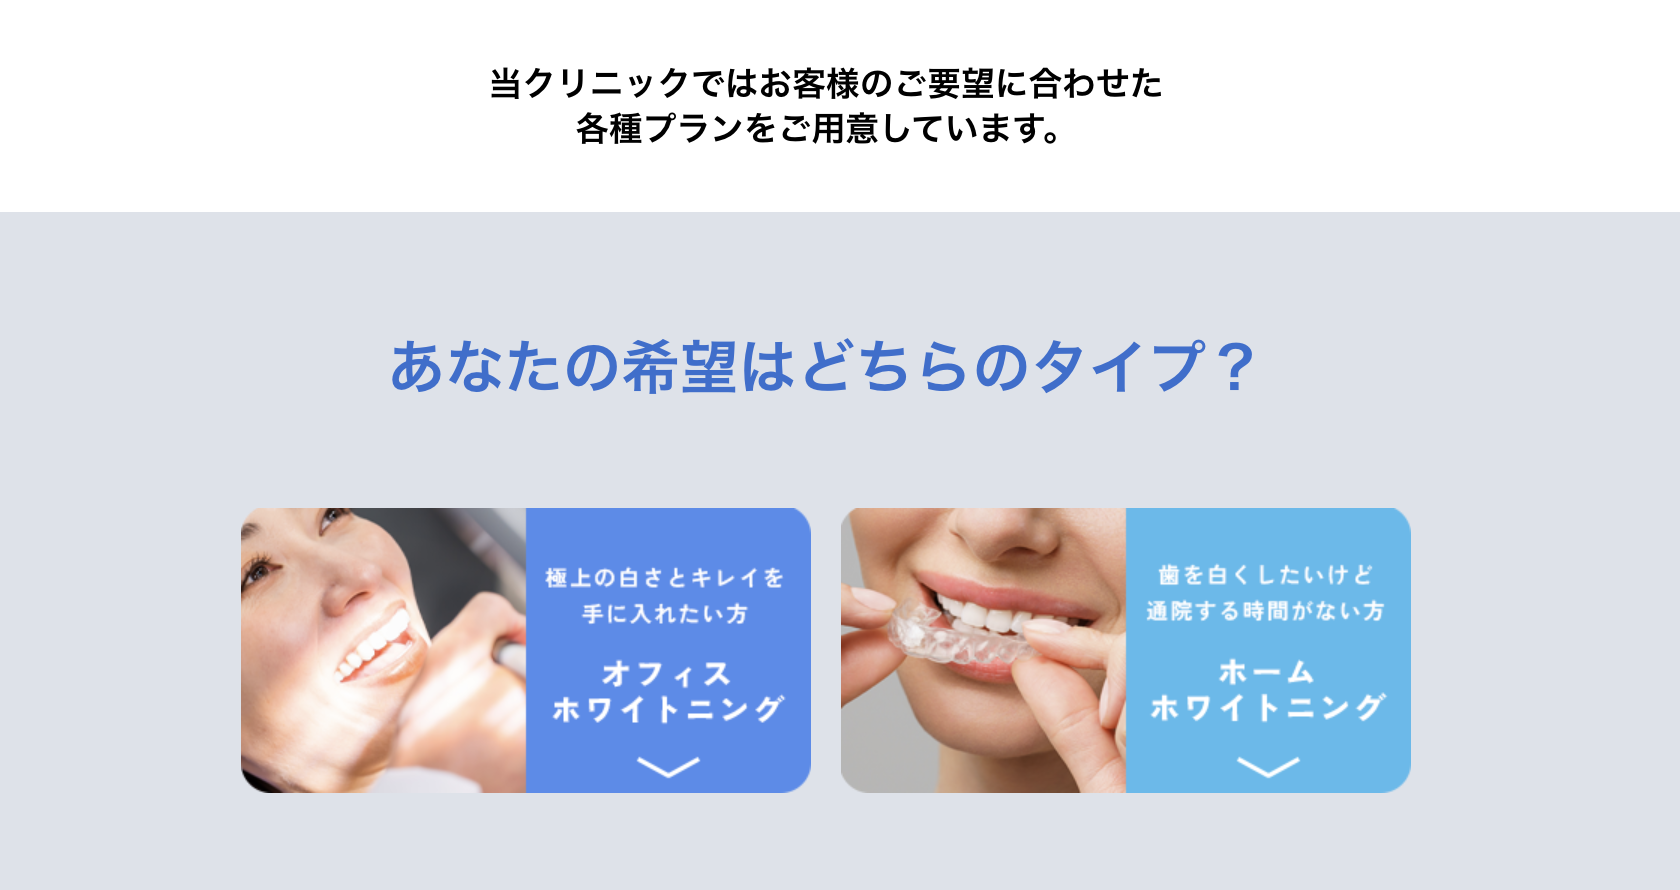 当クリニックではお客様のご要望に合わせた
各種プランをご用意しています。
あなたの希望はどちらのタイプ？
極上の白さとキレイを
手に入れたい方
オフィス
ホワイトニング
歯を白くしたいけど
通院する時間がない方
ホーム
ホワイトニング